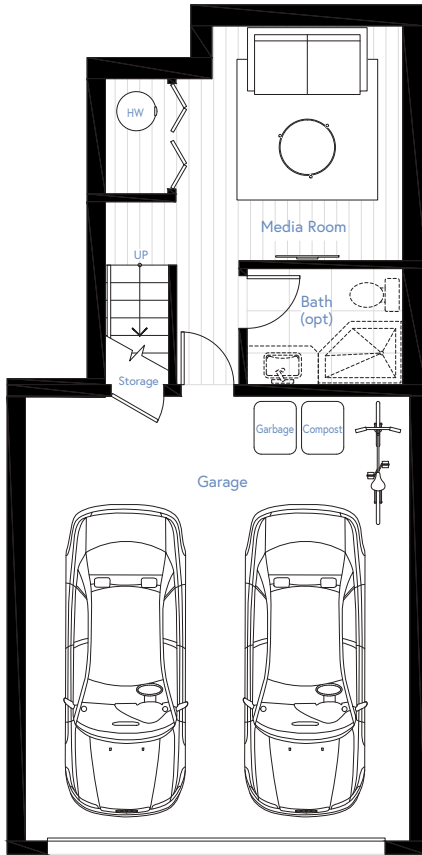 HW
Media Room
UP
Bath
(opt)
Storage
Garbage
Compost
Garage